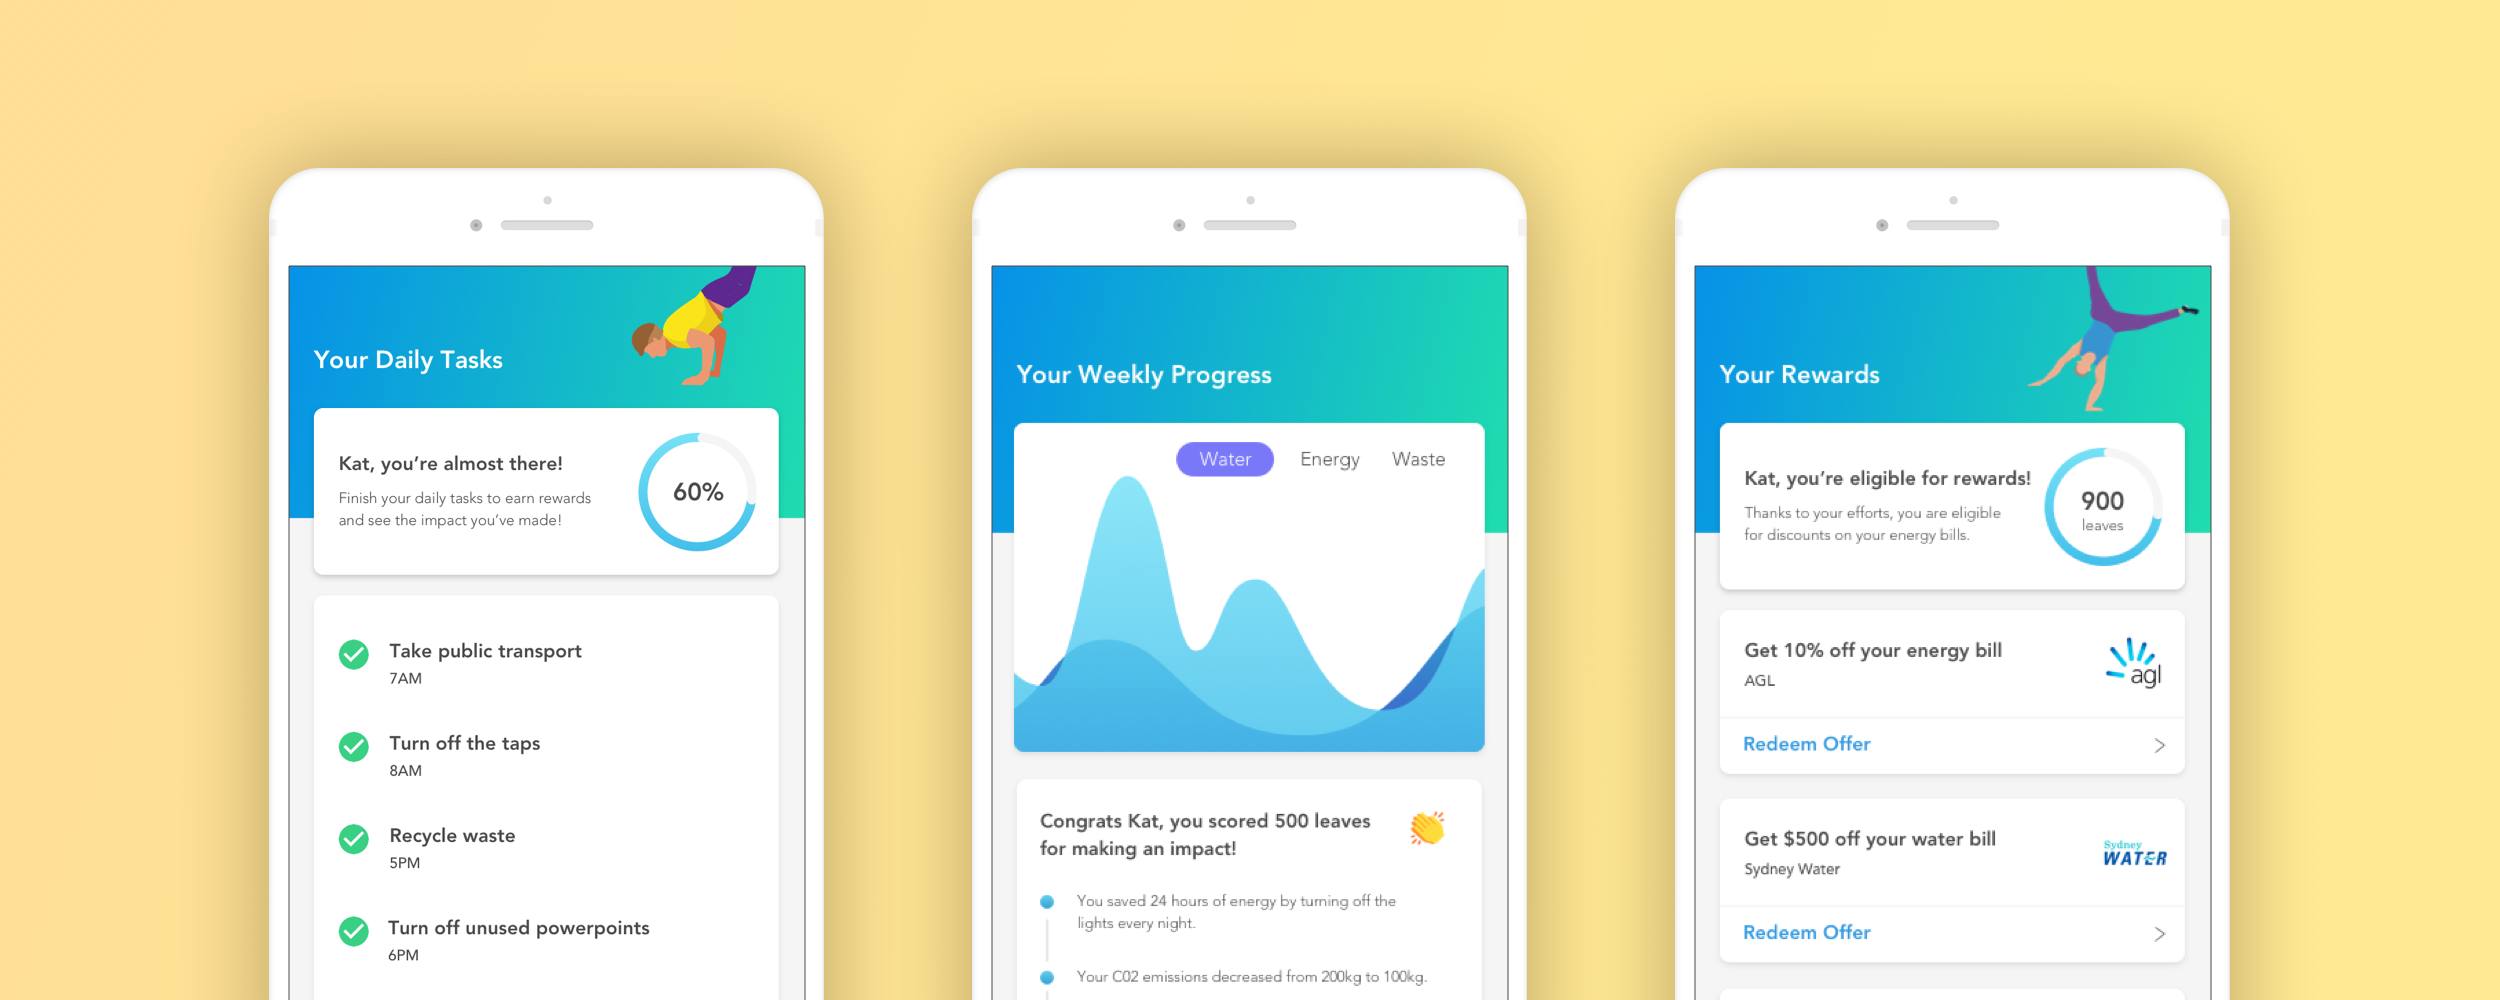 Your Daily Tasks
Kat, you're almost there!
Finish your daily tasks to earn rewards
and see the impact you've made!
60%
Take public transport
7AM
Turn off the taps
8AM
Recycle waste
5PM
Turn off unused powerpoints
6PM
Your Weekly Progress
Water Energy Waste
Congrats Kat, you scored 500 leaves
for making an impact!
You saved 24 hours of energy by turning off the
lights every night.
Your C02 emissions decreased from 200kg to 100kg.
Your Rewards
Kat, you're eligible for rewards!
Thanks to your efforts, you are eligible
for discounts on your energy bills.
900
leaves
Get 10% off your energy bill
AGL
agl
Redeem Offer
Get $500 off your water bill
Sydney Water
Sydney
WATER
Redeem Offer